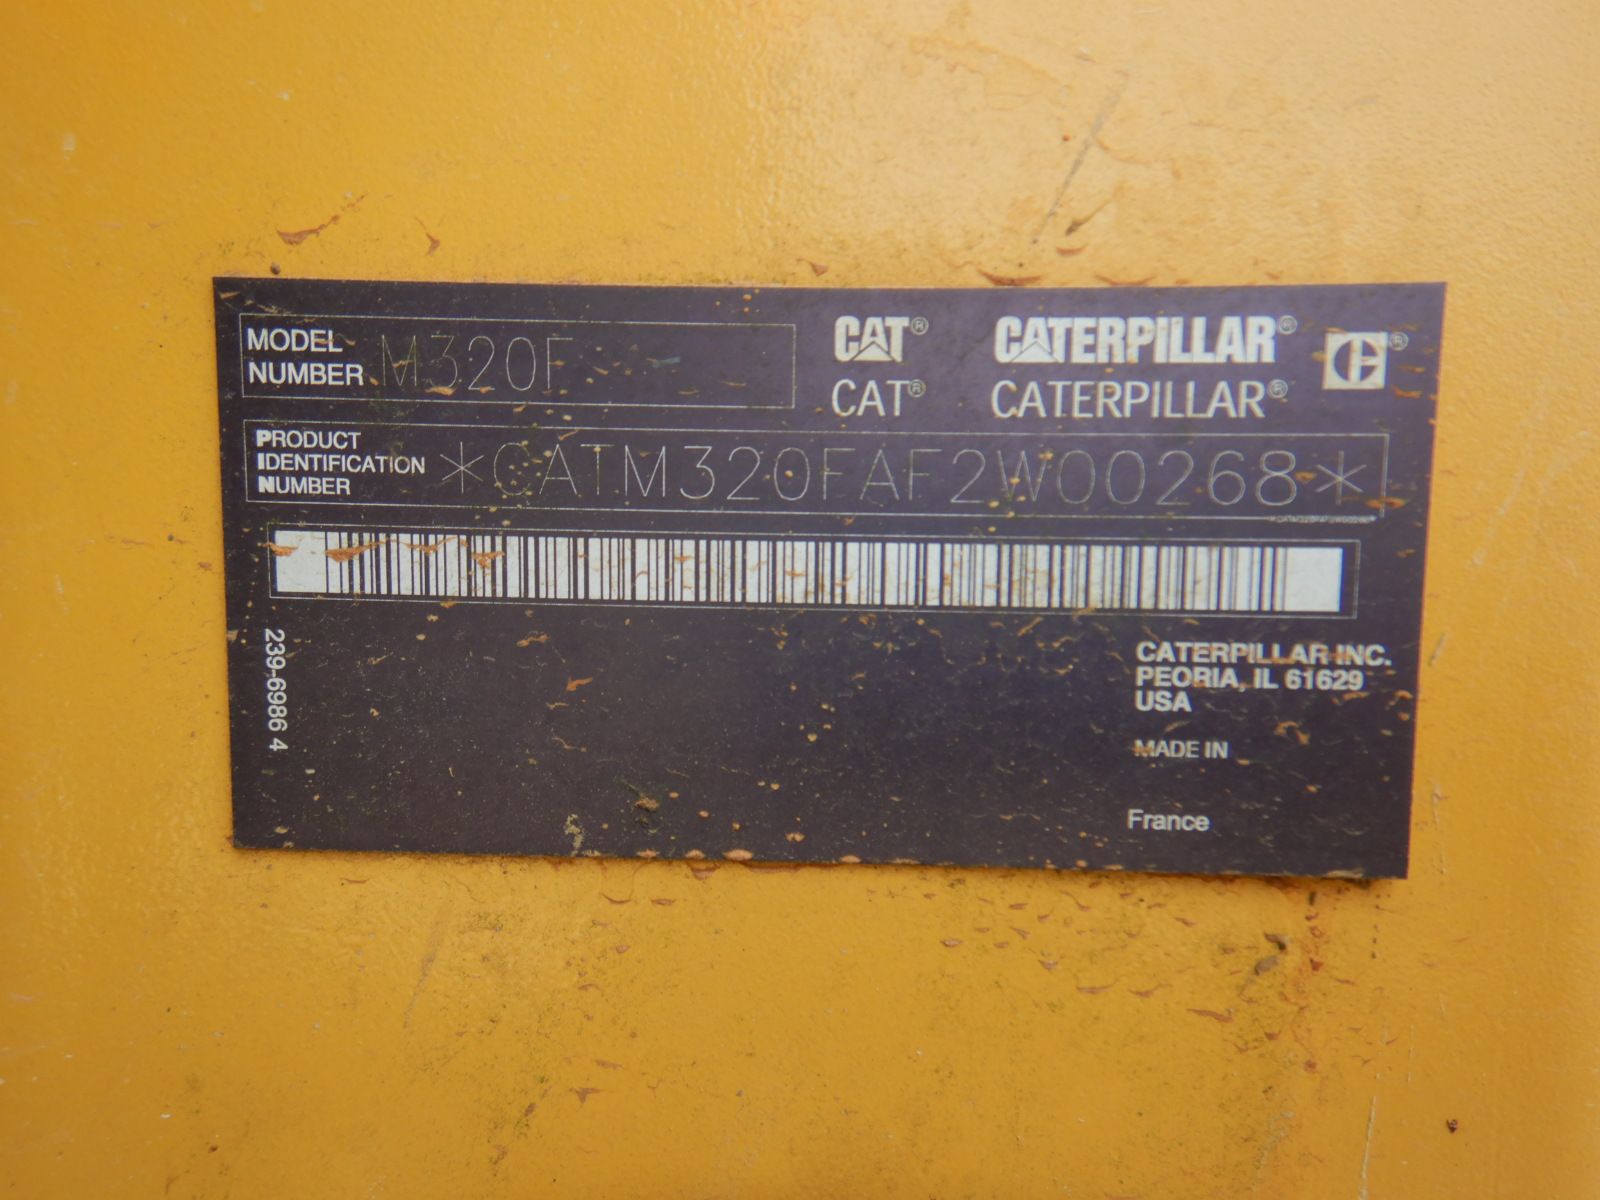 MODEL
NUMBER M320F
CAT® CATERPILLAR®
CAT® CATERPILLAR®
PRODUCT
IDENTIFICATION
NUMBER
*CATM320FAF2W00268*
239-6986 4
CATERPILLAR INC.
PEORIA, IL 61629
USA
MADE IN
France